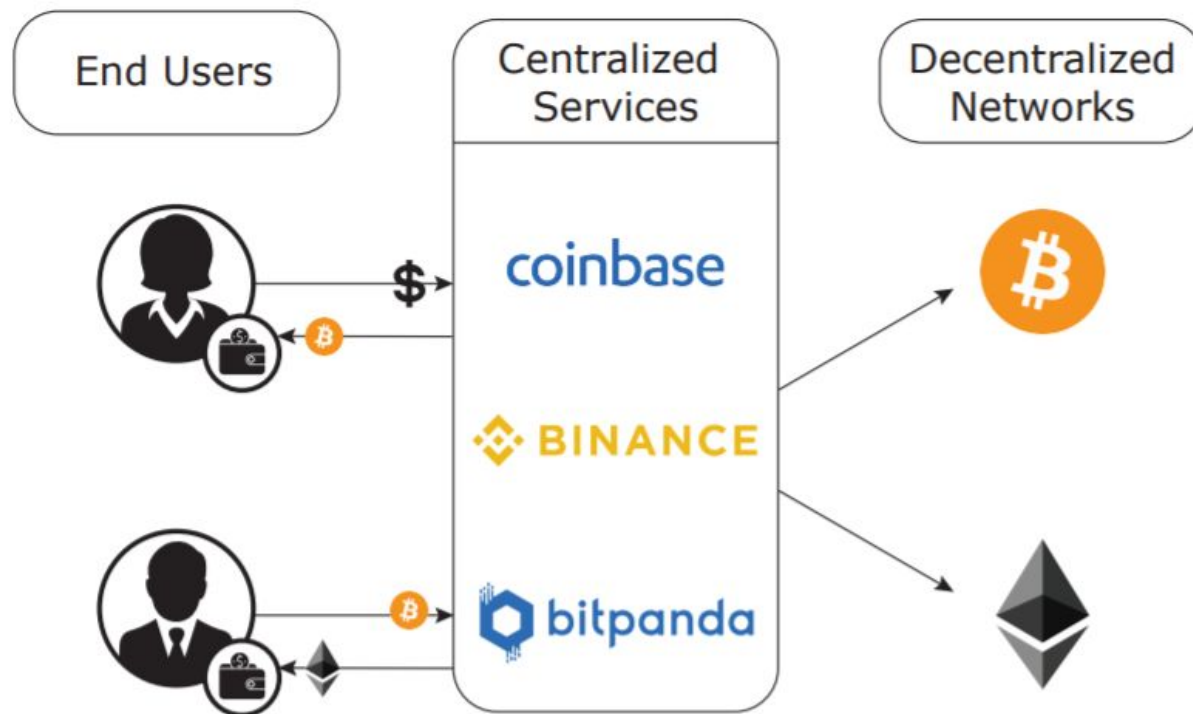 End Users
Centralized
Services
Decentralized
Networks
$
coinbase
BINANCE
bitpanda